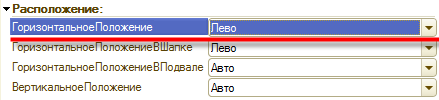 Расположение:
ГоризонтальноеПоложение Лево
ГоризонтальноеПоложениеВШапке Лево
ГоризонтальноеПоложениеВПодвале Авто
ВертикальноеПоложение Авто